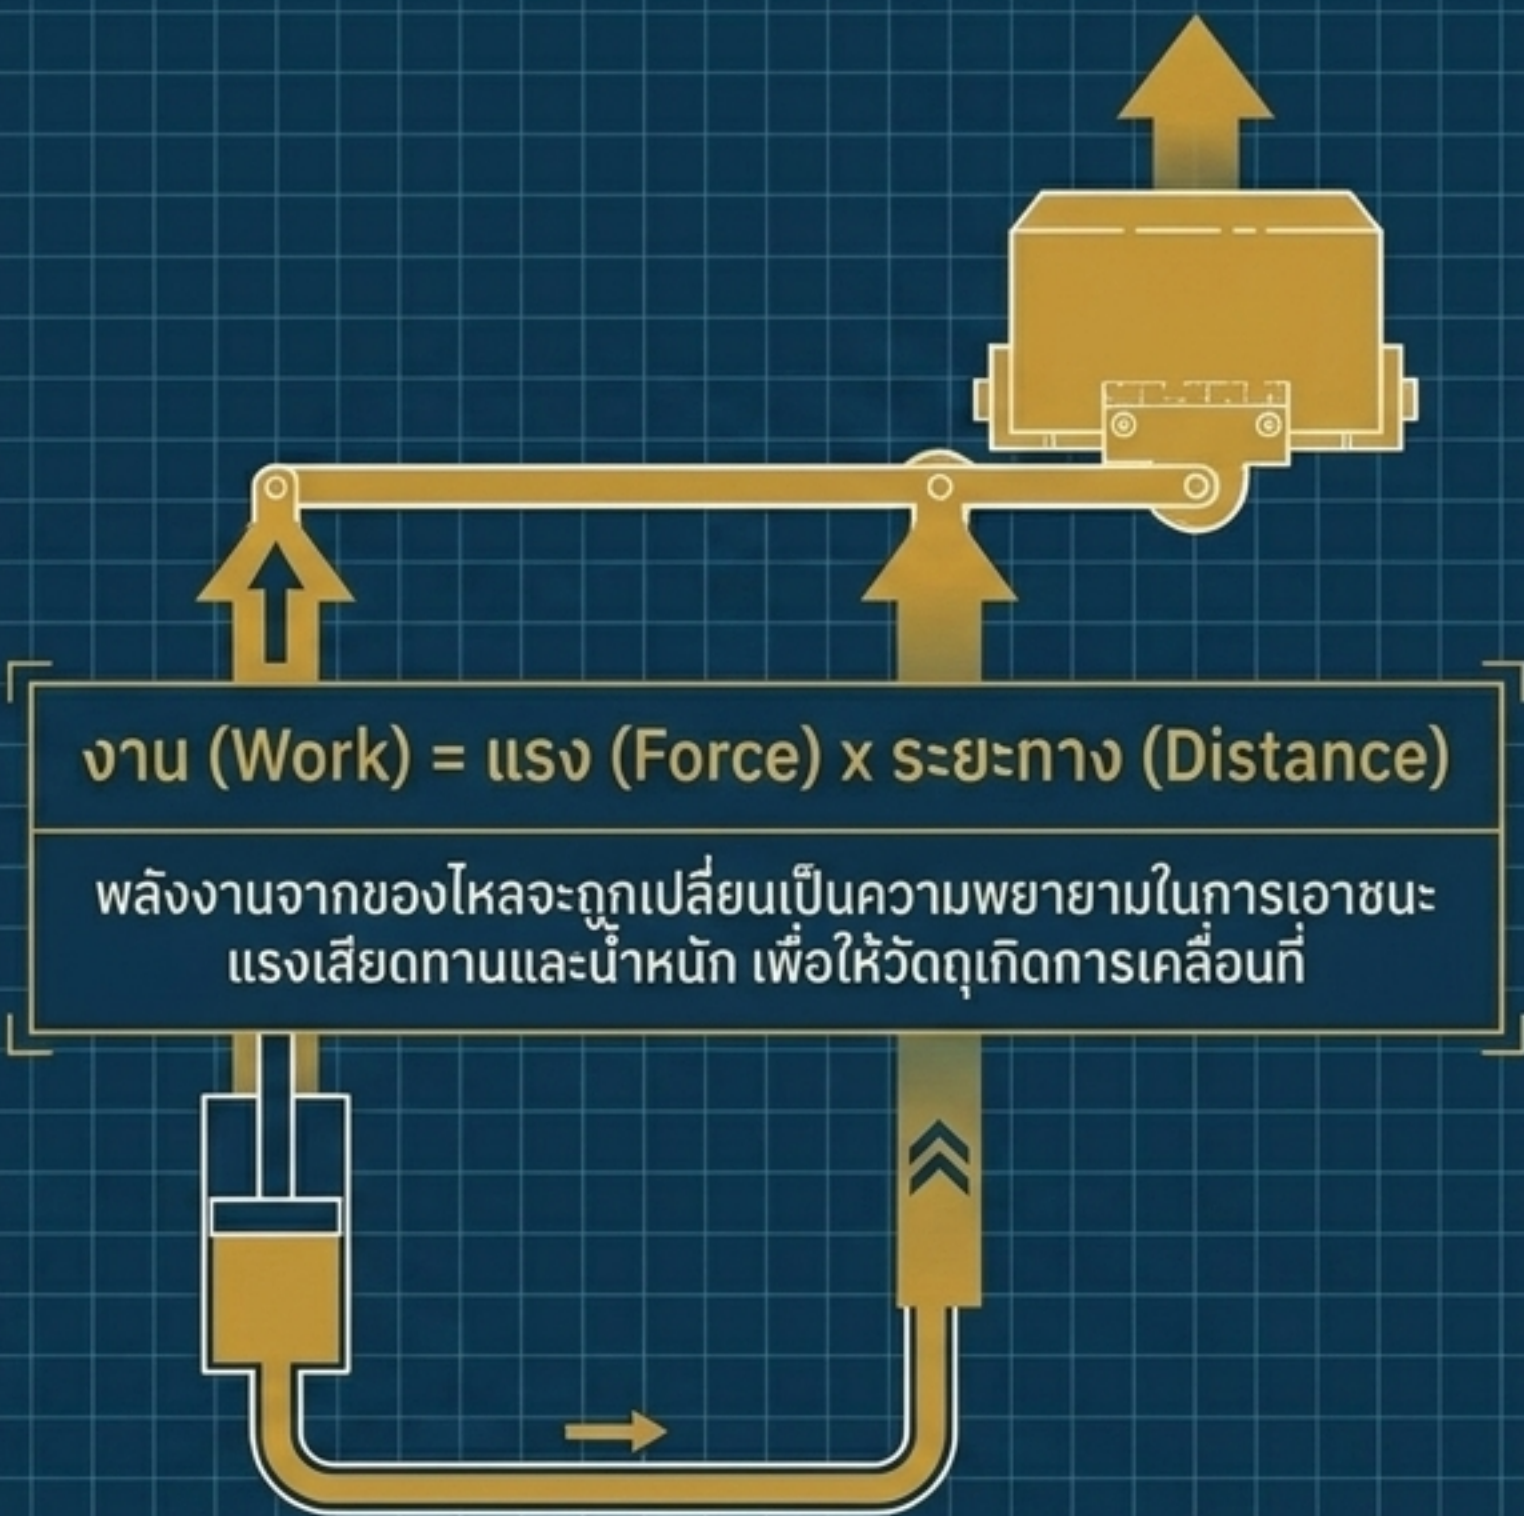 งาน (Work) = แรง (Force) x ระยะทาง (Distance)
พลังงานจากของไหลจะถูกเปลี่ยนเป็นความพยายามในการเอาชนะ
แรงเสียดทานและน้ำหนัก เพื่อให้วัตถุเกิดการเคลื่อนที่